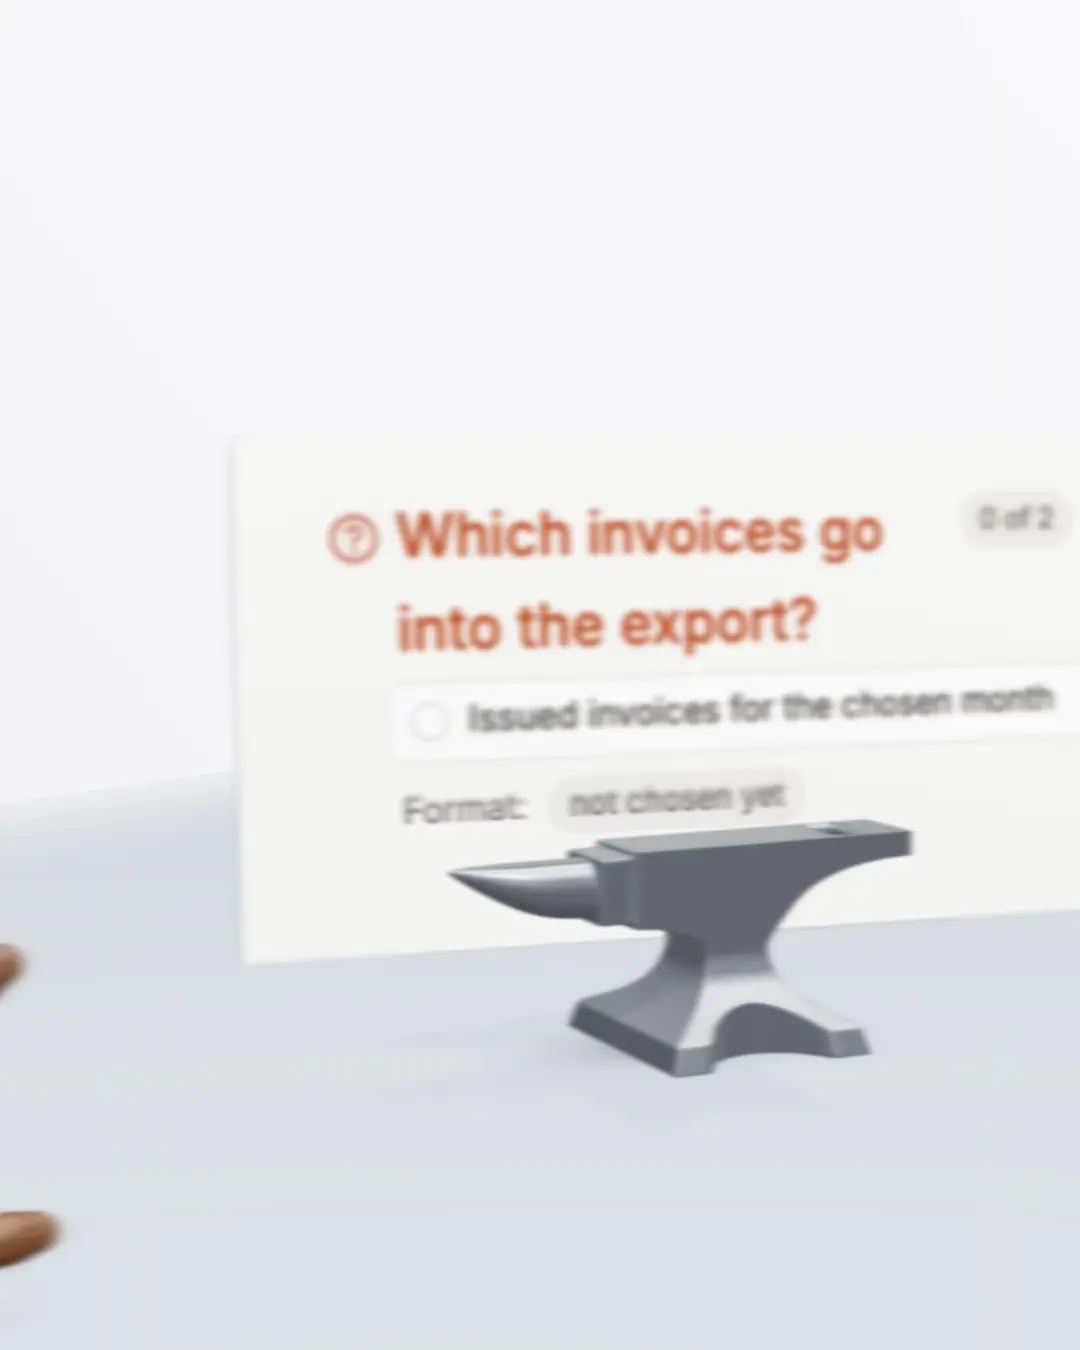 Which invoices go
into the export?
0 of 2
Issued invoices for the chosen month
Format:
not chosen yet